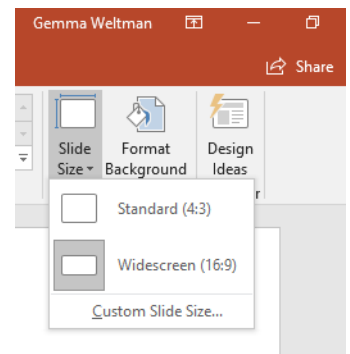 Gemma Weltman
Share
Slide Size
Format Background
Design Ideas
r
Standard (4:3)
Widescreen (16:9)
Custom Slide Size...